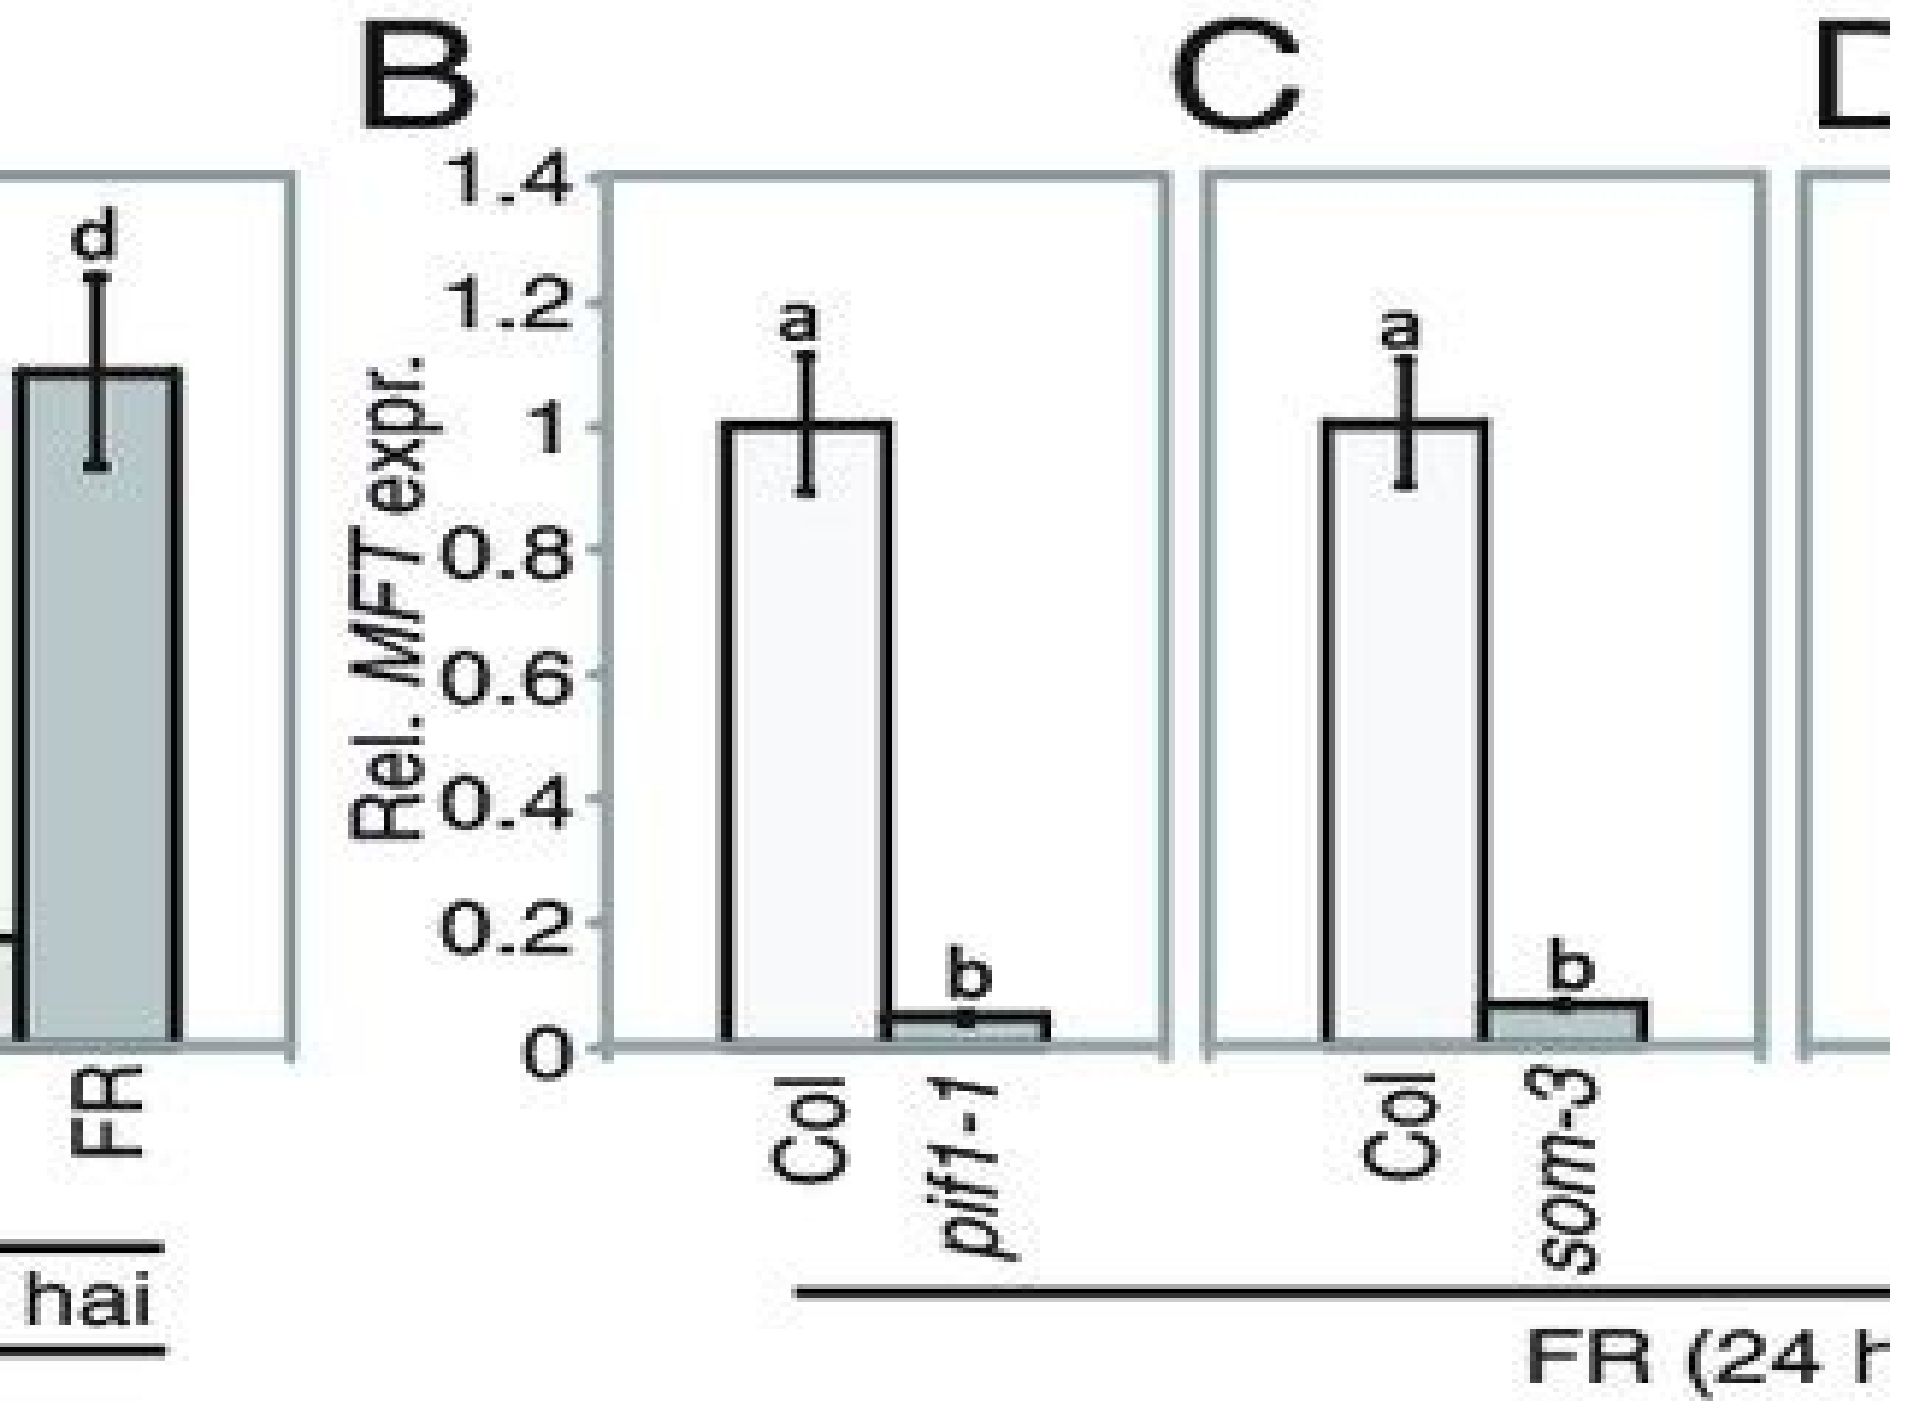 B
C
D
d
1.4
1.2
1
0.8
0.6
0.4
0.2
0
Rel. MFT expr.
a
b
a
b
FR
Col
pif1-1
Col
som-3
hai
FR (24 h